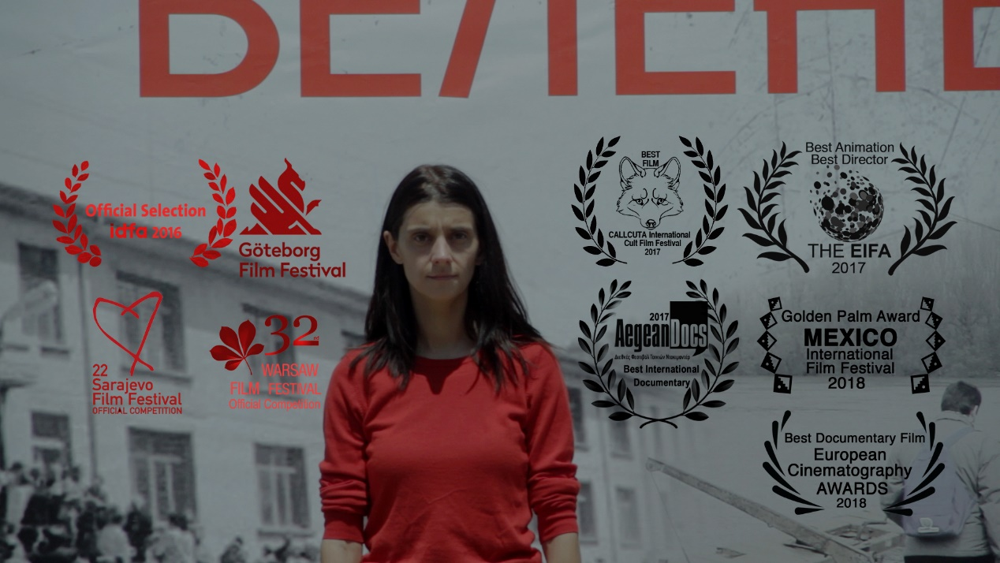 БЕЛЕНЕ
Official Selection
idfa 2016
Göteborg
Film Festival
22
Sarajevo
Film Festival
OFFICIAL COMPETITION
32nd
WARSAW
FILM FESTIVAL
Official Competition
BEST
FILM
CALLCUTA International
Cult Film Festival
2017
Best Animation
Best Director
THE EIFA
2017
2017
AegeanDocs
Διεθνές Φεστιβάλ Ταινιών Ντοκιμαντέρ
Best International
Documentary
Golden Palm Award
MEXICO
International
Film Festival
2018
Best Documentary Film
European
Cinematography
AWARDS
2018